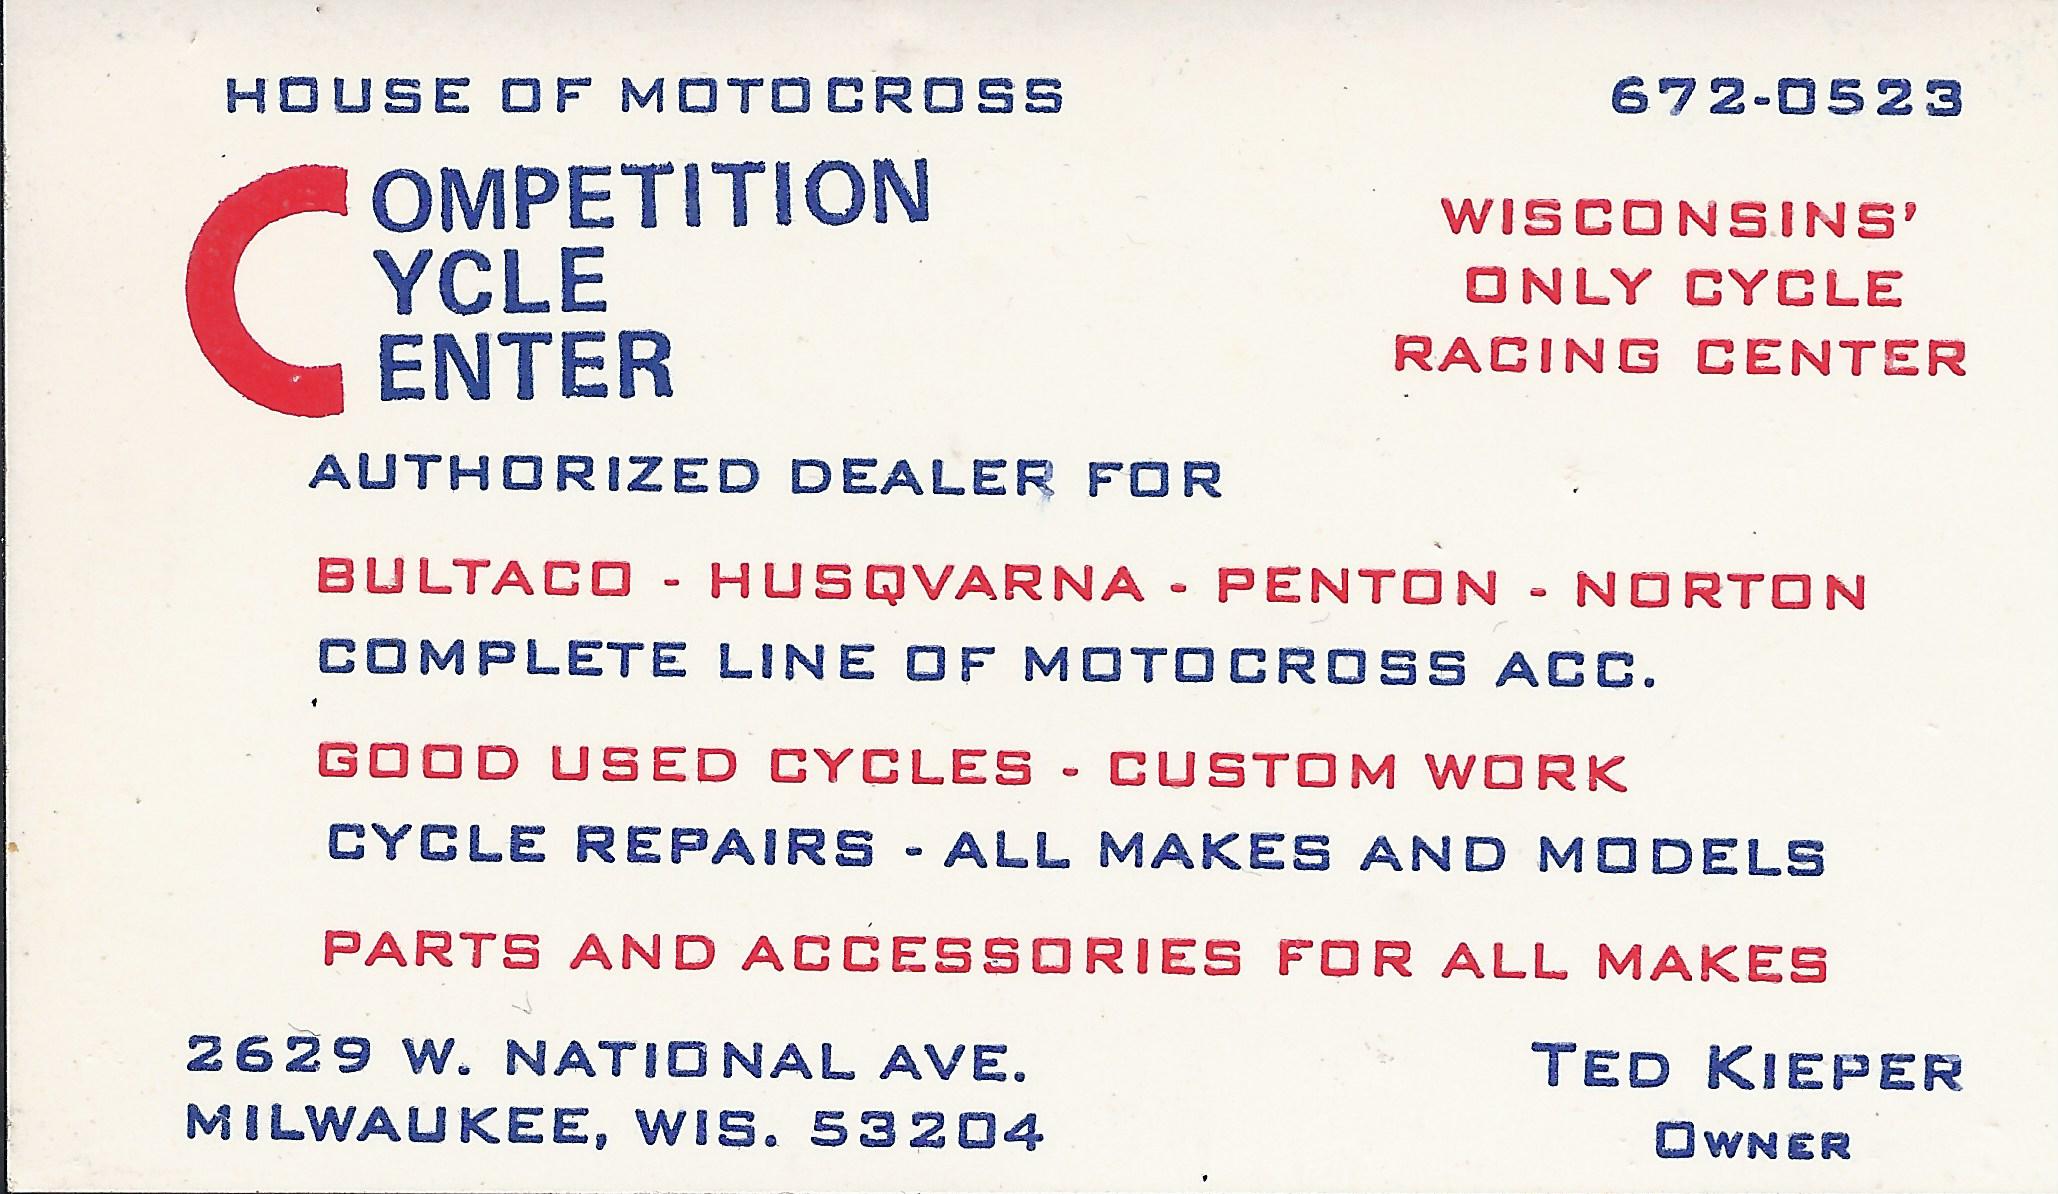 HOUSE OF MOTOCROSS
672-0523
COMPETITION
CYCLE
CENTER
WISCONSINS'
ONLY CYCLE
RACING CENTER
AUTHORIZED DEALER FOR
BULTACO - HUSQVARNA - PENTON - NORTON
COMPLETE LINE OF MOTOCROSS ACC.
GOOD USED CYCLES - CUSTOM WORK
CYCLE REPAIRS - ALL MAKES AND MODELS
PARTS AND ACCESSORIES FOR ALL MAKES
2629 W. NATIONAL AVE.
MILWAUKEE, WIS. 53204
TED KIEPER
OWNER